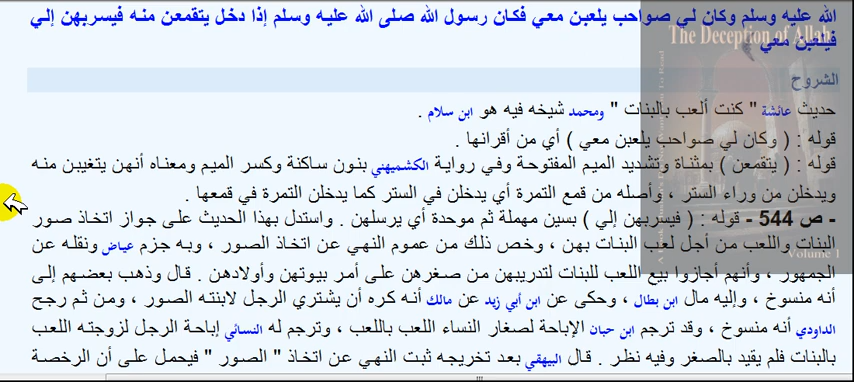 الله عليه وسلم وكان لي صواحب يلعبن معي فكان رسول الله صلى الله عليه وسلم إذا دخل يتقمعن منه فيسربهن إلي
فيلعبن معي
The Deception of Allah
الشروح
حديث عائشة " كنت ألعب بالبنات " ومحمد شيخه فيه هو ابن سلام .
قوله : ( وكان لي صواحب يلعبن معي ) أي من أقرانها .
قوله : ( يتقمعن ) بمثناة وتشديد الميم المفتوحة وفي رواية الكشميهني بنون ساكنة وكسر الميم ومعناه أنهن يتغيبن منه
ويدخلن من وراء الستر ، وأصله من قمع التمرة أي يدخلن في الستر كما يدخلن التمرة في قمعها .
- ص 544 - قوله : ( فيسربهن إلي ) بسين مهملة ثم موحدة أي يرسلهن . واستدل بهذا الحديث على جواز اتخاذ صور
البنات واللعب من أجل لعب البنات بهن ، وخص ذلك من عموم النهي عن اتخاذ الصور ، وبه جزم عياض ونقله عن
Volume 1
الجمهور ، وأنهم أجازوا بيع اللعب للبنات لتدريبهن من صغرهن على أمر بيوتهن وأولادهن . قال وذهب بعضهم إلى
أنه منسوخ ، وإليه مال ابن بطال ، وحكى عن ابن أبي زيد عن مالك أنه كره أن يشتري الرجل لابنته الصور ، ومن ثم رجح
الداودي أنه منسوخ ، وقد ترجم ابن حبان الإباحة لصغار النساء اللعب باللعب ، وترجم له النسائي إباحة الرجل لزوجته اللعب
بالبنات فلم يقيد بالصغر وفيه نظر . قال البيهقي بعد تخريجه ثبت النهي عن اتخاذ " الصور " فيحمل على أن الرخصة